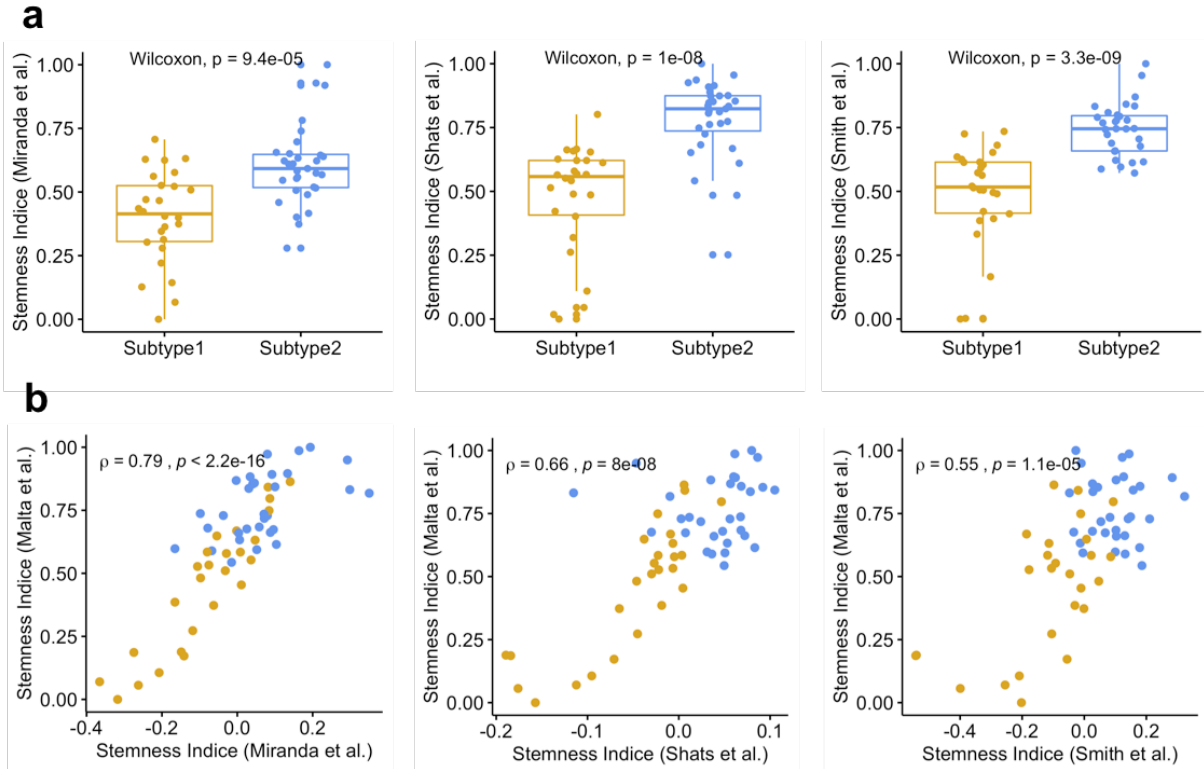 a
Wilcoxon, p = 9.4e-05
Stemness Indice (Miranda et al.)
1.00
0.75
0.50
0.25
0.00
Subtype1 Subtype2
Wilcoxon, p = 1e-08
Stemness Indice (Shats et al.)
1.00
0.75
0.50
0.25
0.00
Subtype1 Subtype2
Wilcoxon, p = 3.3e-09
Stemness Indice (Smith et al.)
1.00
0.75
0.50
0.25
0.00
Subtype1 Subtype2
b
ρ = 0.79 , p < 2.2e-16
Stemness Indice (Malta et al.)
1.00
0.75
0.50
0.25
0.00
-0.4 -0.2 0.0 0.2
Stemness Indice (Miranda et al.)
ρ = 0.66 , p = 8e-08
Stemness Indice (Malta et al.)
1.00
0.75
0.50
0.25
0.00
-0.2 -0.1 0.0 0.1
Stemness Indice (Shats et al.)
ρ = 0.55 , p = 1.1e-05
Stemness Indice (Malta et al.)
1.00
0.75
0.50
0.25
0.00
-0.4 -0.2 0.0 0.2
Stemness Indice (Smith et al.)